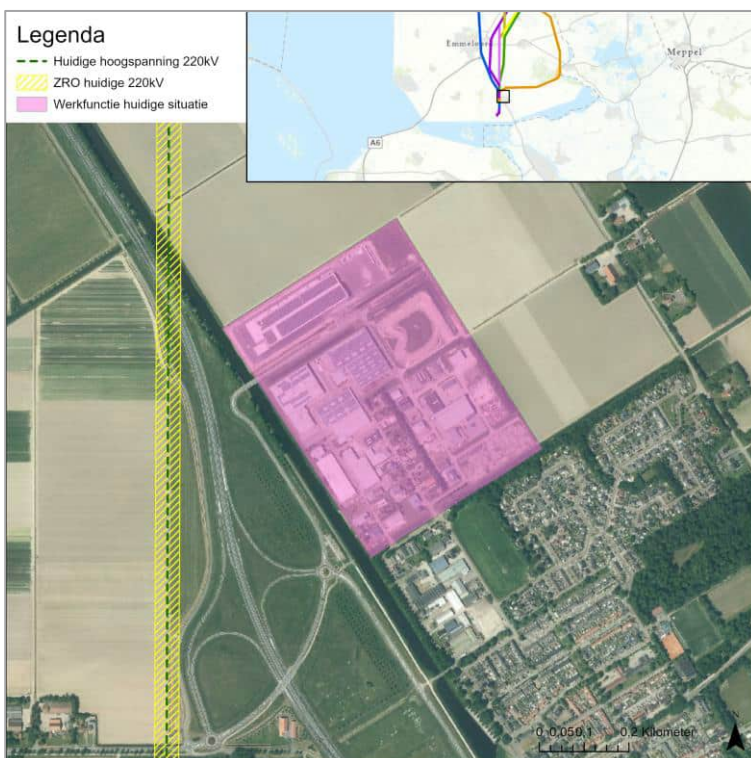 Legenda
Huidige hoogspanning 220kV
ZRO huidige 220kV
Werkfunctie huidige situatie
Meppel
A6
0 0,050,1 0,2 Kilometer
N